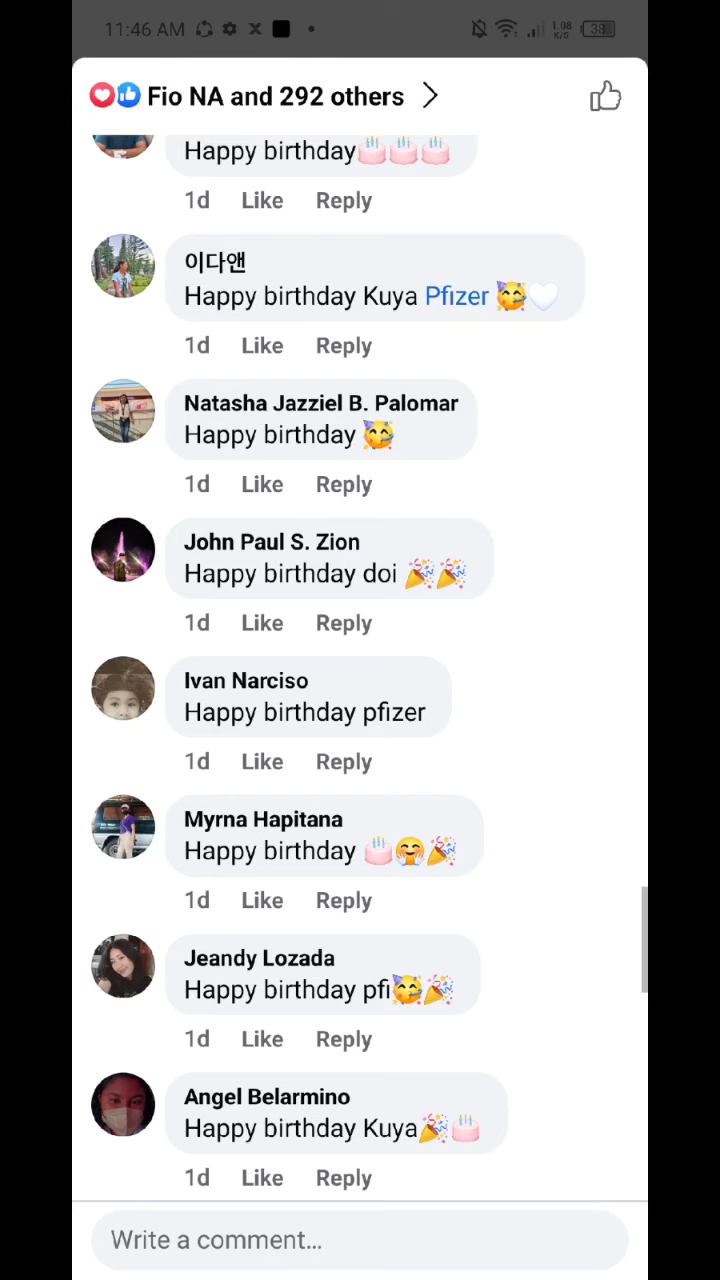 11:46 AM
1.08
K/S
38
Fio NA and 292 others
Happy birthday🎂🎂🎂
1d Like Reply
이다앤
Happy birthday Kuya Pfizer 🥳🤍
1d Like Reply
Natasha Jazziel B. Palomar
Happy birthday 🥳
1d Like Reply
John Paul S. Zion
Happy birthday doi 🎉🎉
1d Like Reply
Ivan Narciso
Happy birthday pfizer
1d Like Reply
Myrna Hapitana
Happy birthday 🎂🤗🎉
1d Like Reply
Jeandy Lozada
Happy birthday pfi🥳🎉
1d Like Reply
Angel Belarmino
Happy birthday Kuya🎉🎂
1d Like Reply
Write a comment...